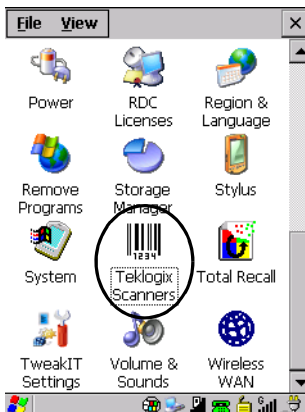 File View
Power
RDC
Licenses
Region &
Language
Remove
Programs
Storage
Manager
Stylus
System
1234
Teklogix
Scanners
Total Recall
TweakIT
Settings
Volume &
Sounds
Wireless
WAN